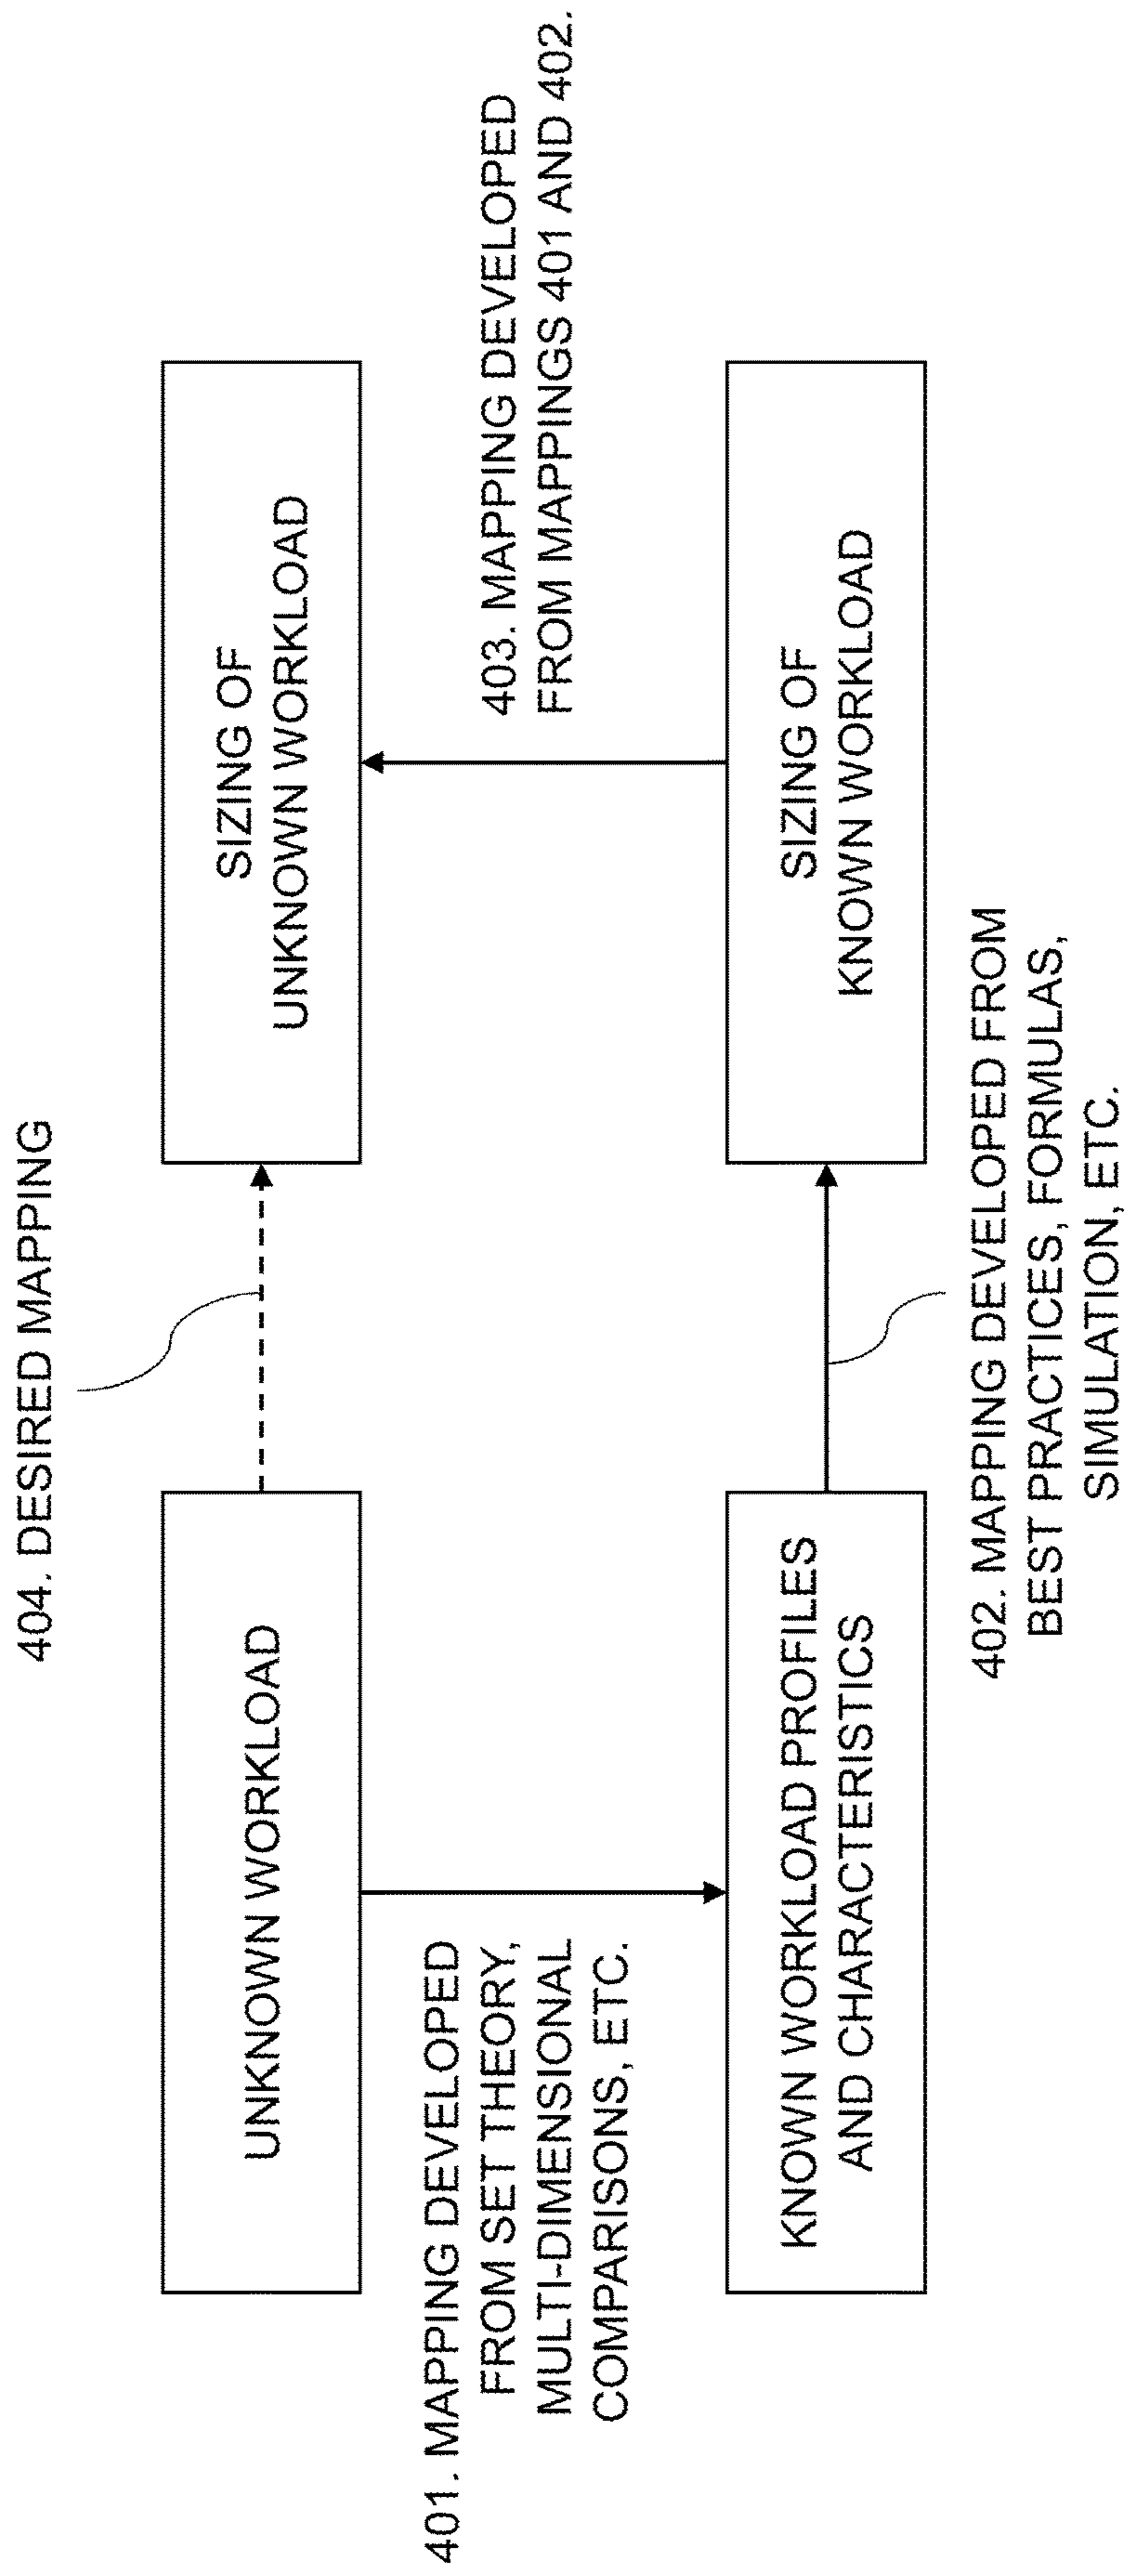 404. DESIRED MAPPING
UNKNOWN WORKLOAD
SIZING OF
UNKNOWN WORKLOAD
401. MAPPING DEVELOPED
FROM SET THEORY,
MULTI-DIMENSIONAL
COMPARISONS, ETC.
403. MAPPING DEVELOPED
FROM MAPPINGS 401 AND 402.
KNOWN WORKLOAD PROFILES
AND CHARACTERISTICS
SIZING OF
KNOWN WORKLOAD
402. MAPPING DEVELOPED FROM
BEST PRACTICES, FORMULAS,
SIMULATION, ETC.